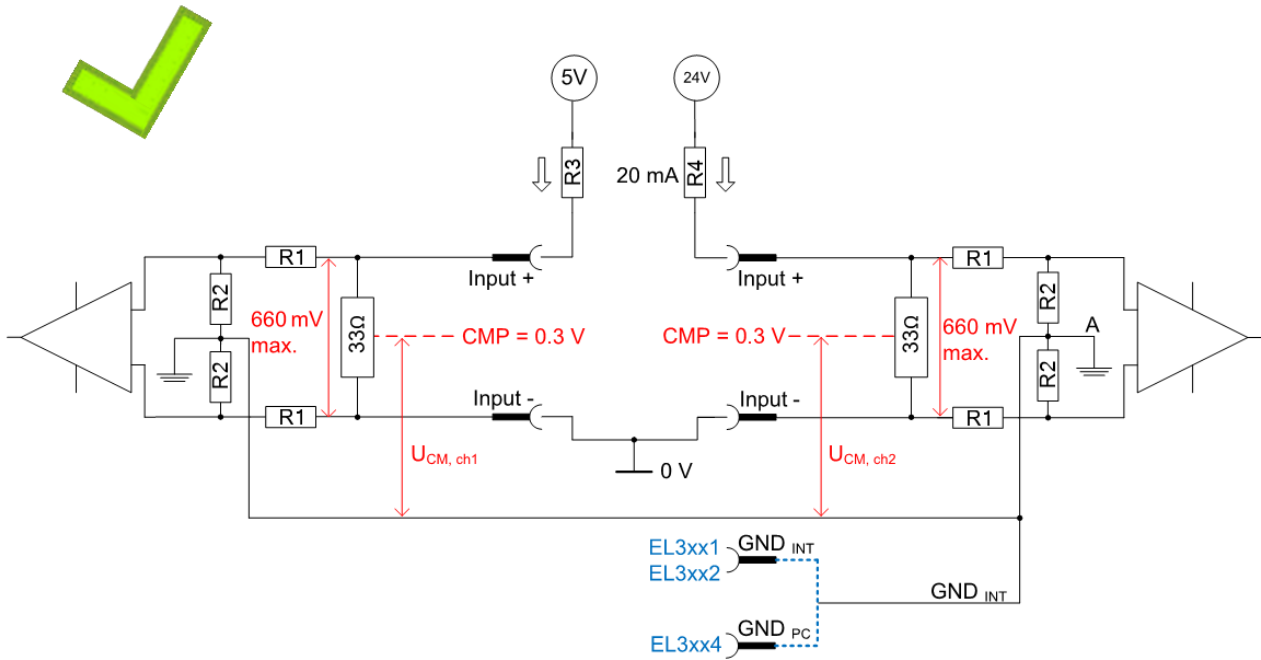 5V
24V
R3
20 mA
R4
R1
Input +
Input +
R1
R2
R2
660 mV
max.
33Ω
CMP = 0.3 V
CMP = 0.3 V
33Ω
660 mV
max.
A
R2
R2
Input -
Input -
R1
R1
U CM, ch1
0 V
U CM, ch2
EL3xx1
GND INT
EL3xx2
GND INT
EL3xx4
GND PC